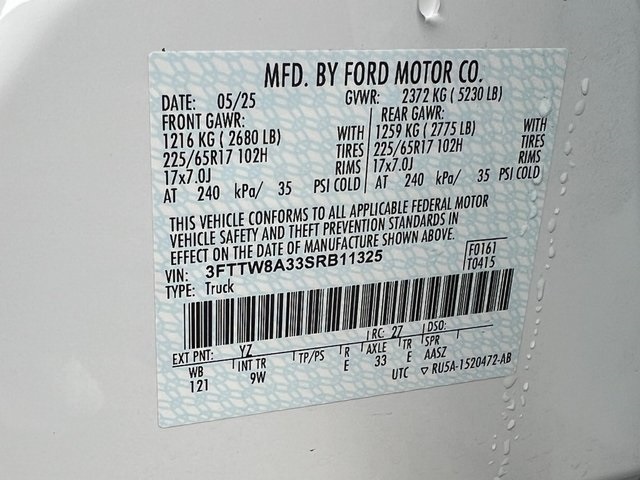 MFD. BY FORD MOTOR CO.
DATE: 05/25 GVWR: 2372 KG ( 5230 LB)
FRONT GAWR: REAR GAWR:
1216 KG ( 2680 LB) WITH 1259 KG ( 2775 LB) WITH
225/65R17 102H TIRES 225/65R17 102H TIRES
17x7.0J RIMS 17x7.0J RIMS
AT 240 kPa/ 35 PSI COLD AT 240 kPa/ 35 PSI COLD
THIS VEHICLE CONFORMS TO ALL APPLICABLE FEDERAL MOTOR
VEHICLE SAFETY AND THEFT PREVENTION STANDARDS IN
EFFECT ON THE DATE OF MANUFACTURE SHOWN ABOVE.
VIN: 3FTTW8A33SRB11325 F0161
TYPE: Truck T0415
EXT PNT: YZ RC: 27 DSO:
WB INT TR TP/PS R AXLE TR SPR
121 9W E 33 E AASZ
UTC ▽ RU5A-1520472-AB